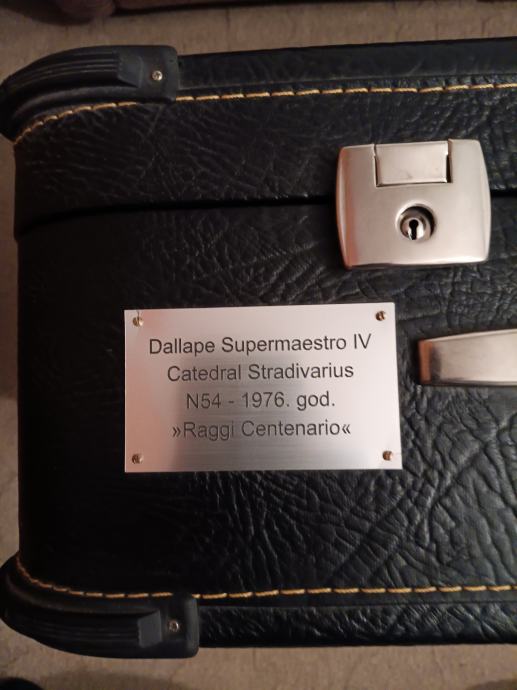 Dallape Supermaestro IV
Catedral Stradivarius
N54 - 1976. god.
»Raggi Centenario«